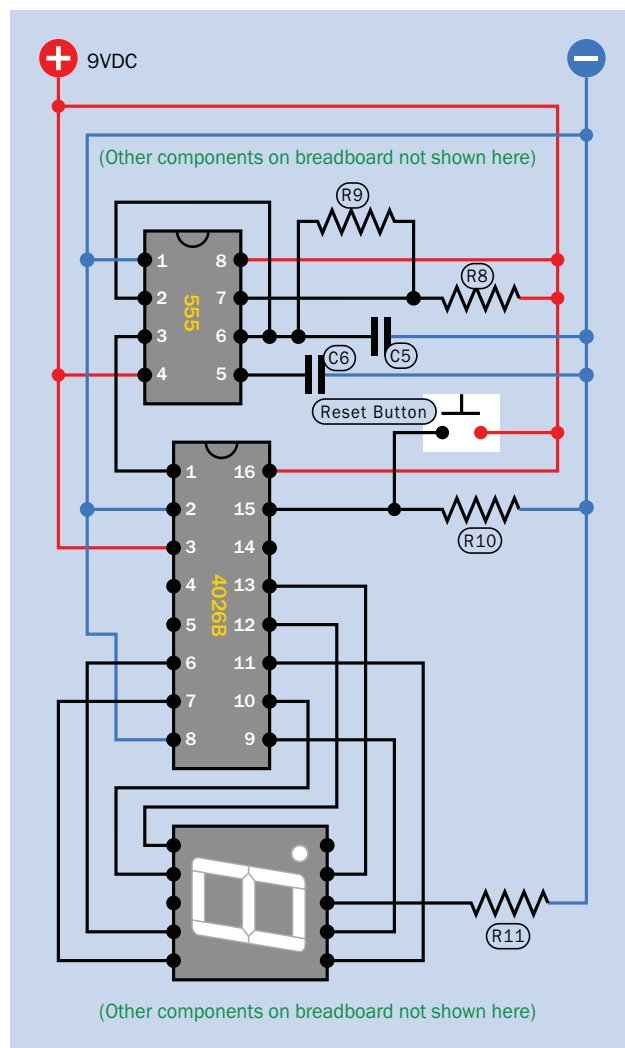 9VDC
(Other components on breadboard not shown here)
R9
1
8
R8
2
7
555
3
6
C5
C6
4
5
Reset Button
1
16
2
15
R10
3
14
4
13
4026B
5
12
6
11
7
10
8
9
R11
(Other components on breadboard not shown here)